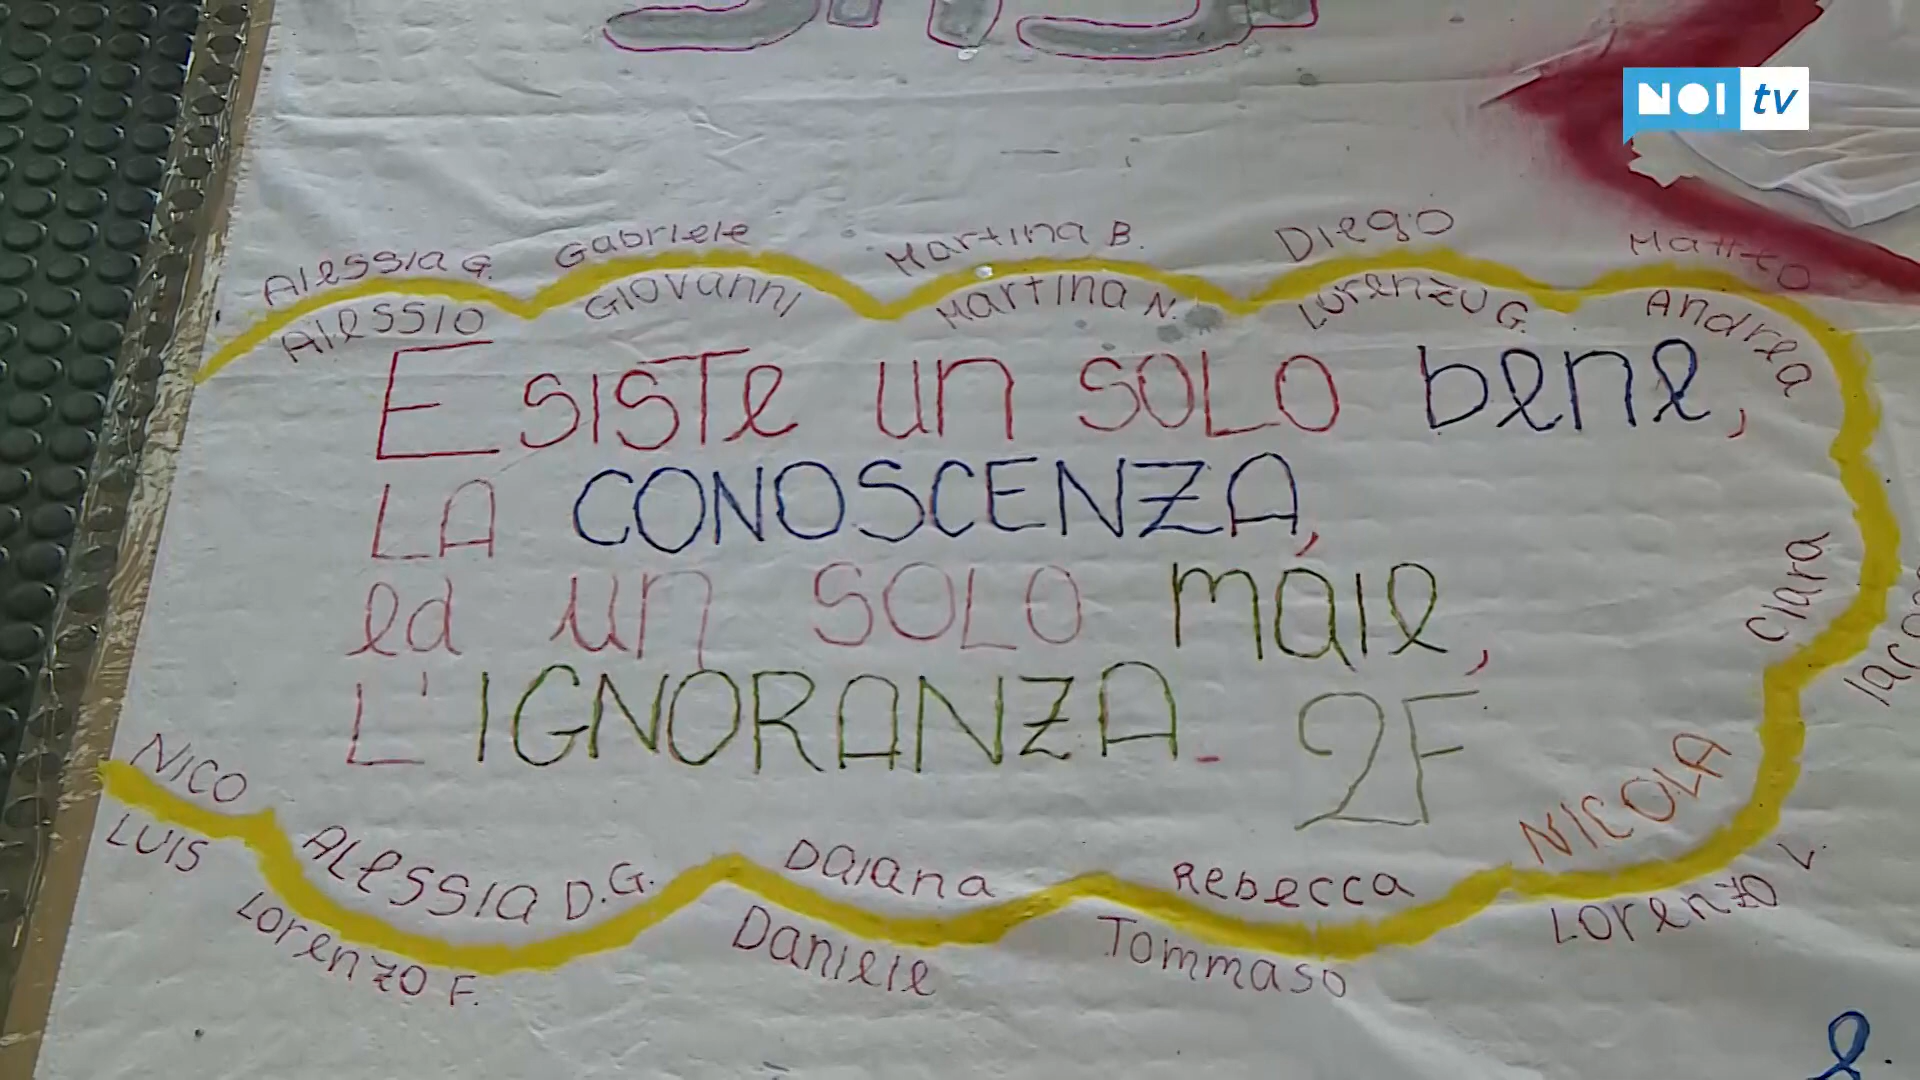 NOI tv
Alessia G. Gabriele Martina B. Diego Matteo
Alessio Giovanni Martina N. Lorenzo G. Andrea
Esiste un SOLO bene,
LA CONOSCENZA,
ed un SOLO male,
L'IGNORANZA. 2F
Clara
NICOLA
NICO ALESSIA D.G. Daiana Rebecca
LUIS Lorenzo F. Daniele Tommaso Lorenzo L.